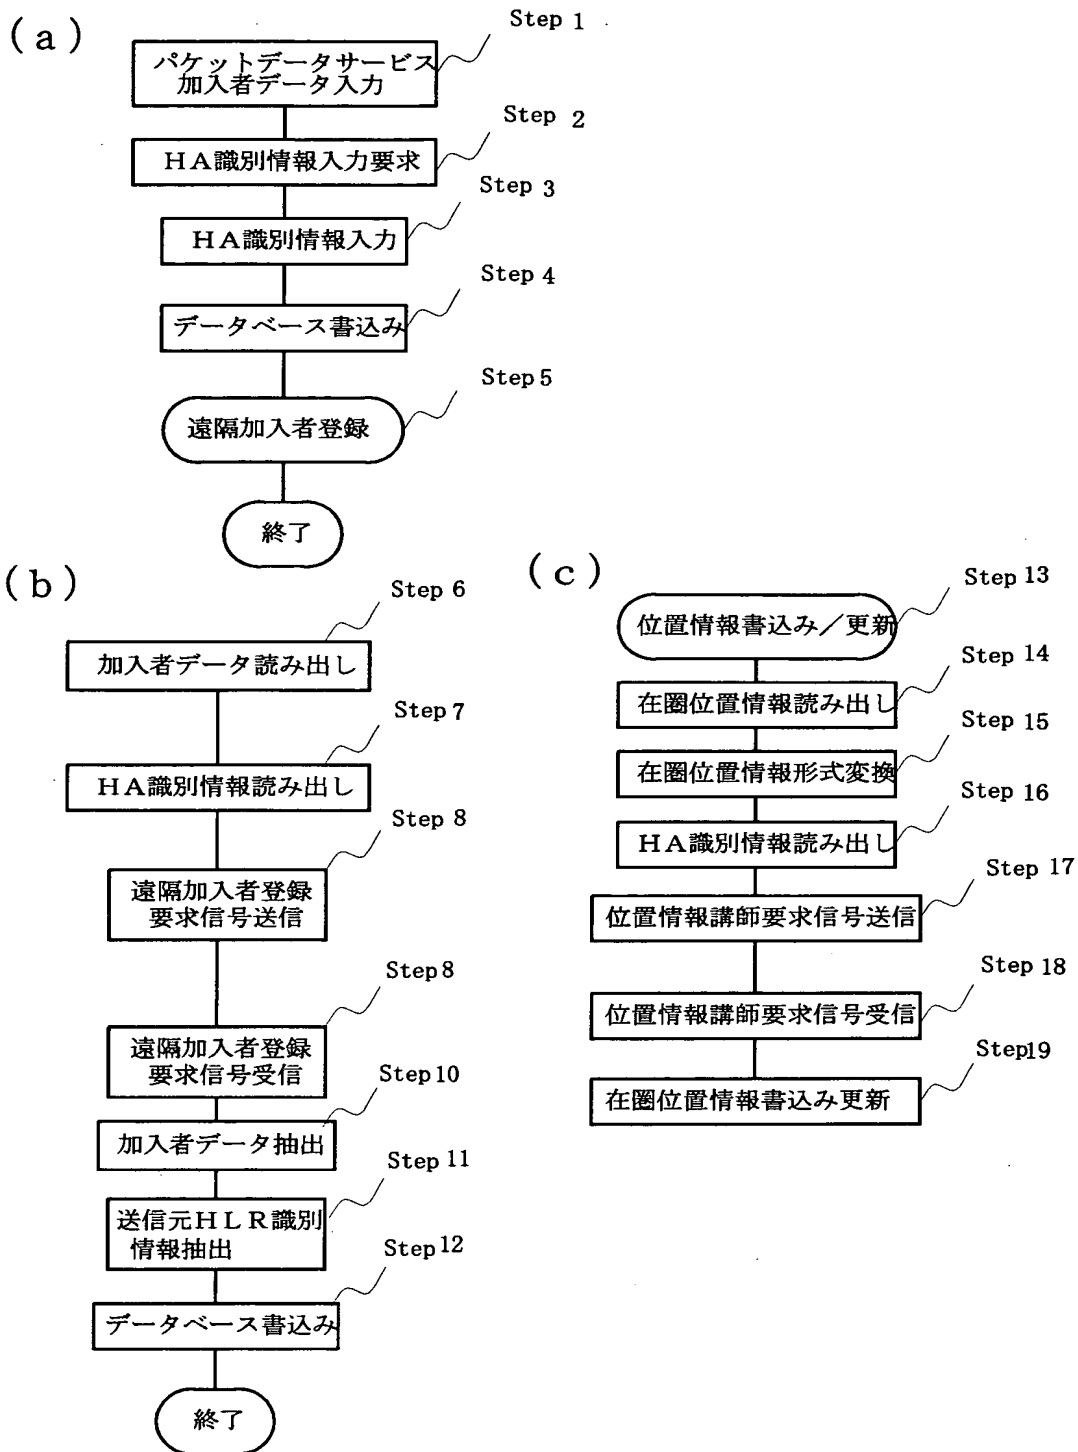 (a)
Step 1
パケットデータサービス
加入者データ入力
Step 2
ＨＡ識別情報入力要求
Step 3
ＨＡ識別情報入力
Step 4
データベース書込み
Step 5
遠隔加入者登録
終了
(b)
Step 6
加入者データ読み出し
Step 7
ＨＡ識別情報読み出し
Step 8
遠隔加入者登録
要求信号送信
Step 8
遠隔加入者登録
要求信号受信
Step 10
加入者データ抽出
Step 11
送信元ＨＬＲ識別
情報抽出
Step 12
データベース書込み
終了
(c)
Step 13
位置情報書込み／更新
Step 14
在圏位置情報読み出し
Step 15
在圏位置情報形式変換
Step 16
ＨＡ識別情報読み出し
Step 17
位置情報講師要求信号送信
Step 18
位置情報講師要求信号受信
Step19
在圏位置情報書込み更新